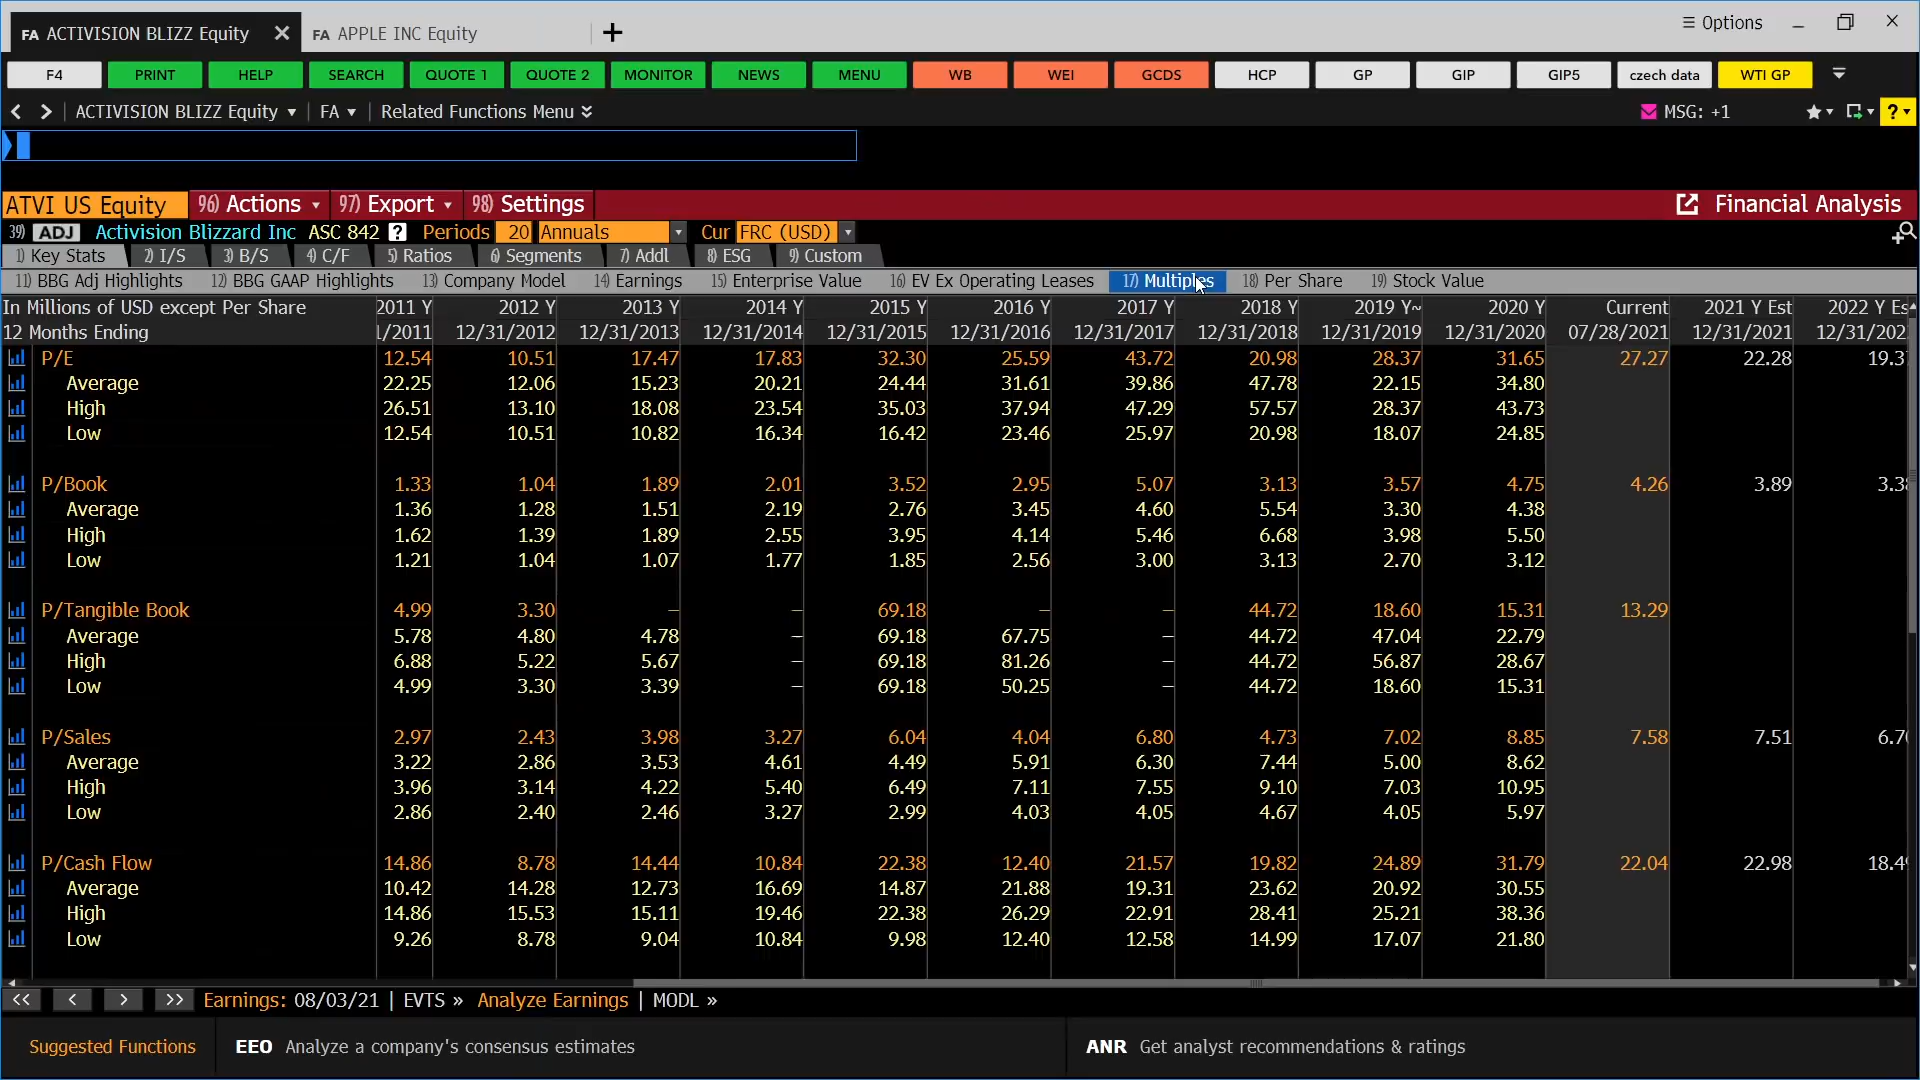 FA ACTIVISION BLIZZ Equity
FA APPLE INC Equity
Options
F4 PRINT HELP SEARCH QUOTE 1 QUOTE 2 MONITOR NEWS MENU WB WEI GCDS HCP GP GIP GIP5 czech data WTI GP
ACTIVISION BLIZZ Equity FA Related Functions Menu MSG: +1 ?
ATVI US Equity 96) Actions 97) Export 98) Settings Financial Analysis
39) ADJ Activision Blizzard Inc ASC 842 ? Periods 20 Annuals Cur FRC (USD)
1) Key Stats 2) I/S 3) B/S 4) C/F 5) Ratios 6) Segments 7) Addl 8) ESG 9) Custom
11) BBG Adj Highlights 12) BBG GAAP Highlights 13) Company Model 14) Earnings 15) Enterprise Value 16) EV Ex Operating Leases 17) Multiples 18) Per Share 19) Stock Value
In Millions of USD except Per Share 2011 Y 2012 Y 2013 Y 2014 Y 2015 Y 2016 Y 2017 Y 2018 Y 2019 Y~ 2020 Y Current 2021 Y Est 2022 Y Es
12 Months Ending l/2011 12/31/2012 12/31/2013 12/31/2014 12/31/2015 12/31/2016 12/31/2017 12/31/2018 12/31/2019 12/31/2020 07/28/2021 12/31/2021 12/31/202
P/E 12.54 10.51 17.47 17.83 32.30 25.59 43.72 20.98 28.37 31.65 27.27 22.28 19.3
Average 22.25 12.06 15.23 20.21 24.44 31.61 39.86 47.78 22.15 34.80
High 26.51 13.10 18.08 23.54 35.03 37.94 47.29 57.57 28.37 43.73
Low 12.54 10.51 10.82 16.34 16.42 23.46 25.97 20.98 18.07 24.85
P/Book 1.33 1.04 1.89 2.01 3.52 2.95 5.07 3.13 3.57 4.75 4.26 3.89 3.3
Average 1.36 1.28 1.51 2.19 2.76 3.45 4.60 5.54 3.30 4.38
High 1.62 1.39 1.89 2.55 3.95 4.14 5.46 6.68 3.98 5.50
Low 1.21 1.04 1.07 1.77 1.85 2.56 3.00 3.13 2.70 3.12
P/Tangible Book 4.99 3.30 – – 69.18 – – 44.72 18.60 15.31 13.29
Average 5.78 4.80 4.78 – 69.18 67.75 – 44.72 47.04 22.79
High 6.88 5.22 5.67 – 69.18 81.26 – 44.72 56.87 28.67
Low 4.99 3.30 3.39 – 69.18 50.25 – 44.72 18.60 15.31
P/Sales 2.97 2.43 3.98 3.27 6.04 4.04 6.80 4.73 7.02 8.85 7.58 7.51 6.7
Average 3.22 2.86 3.53 4.61 4.49 5.91 6.30 7.44 5.00 8.62
High 3.96 3.14 4.22 5.40 6.49 7.11 7.55 9.10 7.03 10.95
Low 2.86 2.40 2.46 3.27 2.99 4.03 4.05 4.67 4.05 5.97
P/Cash Flow 14.86 8.78 14.44 10.84 22.38 12.40 21.57 19.82 24.89 31.79 22.04 22.98 18.4
Average 10.42 14.28 12.73 16.69 14.87 21.88 19.31 23.62 20.92 30.55
High 14.86 15.53 15.11 19.46 22.38 26.29 22.91 28.41 25.21 38.36
Low 9.26 8.78 9.04 10.84 9.98 12.40 12.58 14.99 17.07 21.80
<< < > >> Earnings: 08/03/21 | EVTS » Analyze Earnings | MODL »
Suggested Functions EEO Analyze a company's consensus estimates ANR Get analyst recommendations & ratings